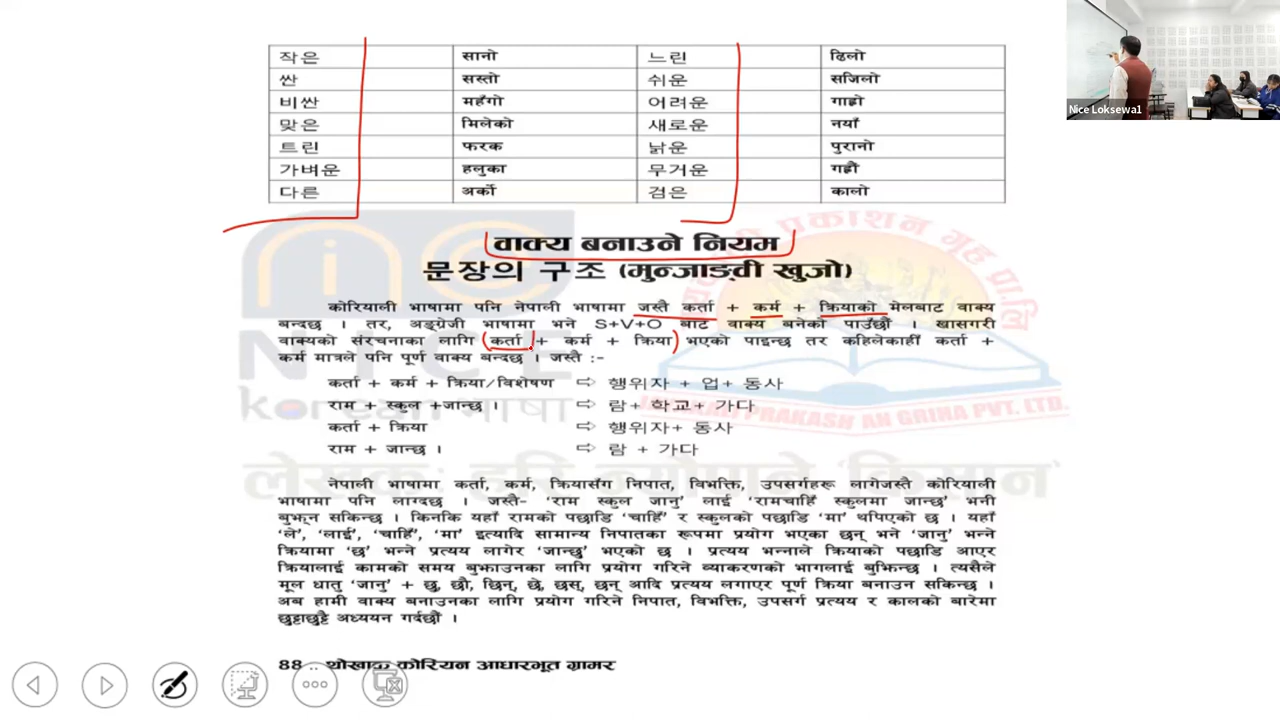 작은 सानो 느린 ढिलो
싼 सस्तो 쉬운 सजिलो
비싼 महँगो 어려운 गाह्रो
맞은 मिलेको 새로운 नयाँ
트린 फरक 낡운 पुरानो
가벼운 हलुका 무거운 गह्रौं
다른 अर्को 검은 कालो
वाक्य बनाउने नियम
문장의 구조 (मुन्जाङ्वी खुजो)
कोरियाली भाषामा पनि नेपाली भाषामा जस्तै कर्ता + कर्म + क्रियाको मेलबाट वाक्य
बन्दछ । तर, अङ्ग्रेजी भाषामा भने S+V+O बाट वाक्य बनेको पाउँछौं । खासगरी
वाक्यको संरचनाका लागि (कर्ता + कर्म + क्रिया) भएको पाइन्छ तर कहिलेकाहीं कर्ता +
कर्म मात्रले पनि पूर्ण वाक्य बन्दछ । जस्तै :-
कर्ता + कर्म + क्रिया/विशेषण ⇨ 행위자 + 업+ 동사
राम + स्कुल +जान्छ । ⇨ 람+ 학교+ 가다
कर्ता + क्रिया ⇨ 행위자+ 동사
राम + जान्छ । ⇨ 람 + 가다
नेपाली भाषामा कर्ता, कर्म, क्रियासँग निपात, विभक्ति, उपसर्गहरू लागेजस्तै कोरियाली
भाषामा पनि लाग्दछ । जस्तै- 'राम स्कुल जानु' लाई 'रामचाहिँ स्कुलमा जान्छ' भनी
बुझ्न सकिन्छ । किनकि यहाँ रामको पछाडि 'चाहिँ' र स्कुलको पछाडि 'मा' थपिएको छ । यहाँ
'ले', 'लाई', 'चाहिँ', 'मा' इत्यादि सामान्य निपातका रूपमा प्रयोग भएका छन् भने 'जानु' भन्ने
क्रियामा 'छ' भन्ने प्रत्यय लागेर 'जान्छु' भएको छ । प्रत्यय भन्नाले क्रियाको पछाडि आएर
क्रियालाई कामको समय बुझाउनका लागि प्रयोग गरिने व्याकरणको भागलाई बुझिन्छ । त्यसैले
मूल धातु 'जानु' + छु, छौ, छिन्, छे, छस्, छन् आदि प्रत्यय लगाएर पूर्ण क्रिया बनाउन सकिन्छ ।
अब हामी वाक्य बनाउनका लागि प्रयोग गरिने निपात, विभक्ति, उपसर्ग प्रत्यय र कालको बारेमा
छुट्टाछुट्टै अध्ययन गर्दछौं ।
88 .. थोखाक कोरियन आधारभूत ग्रामर
Nice Loksewa1
NICE
korean भाषा
PRAKASHAN GRIHA PVT. LTD.